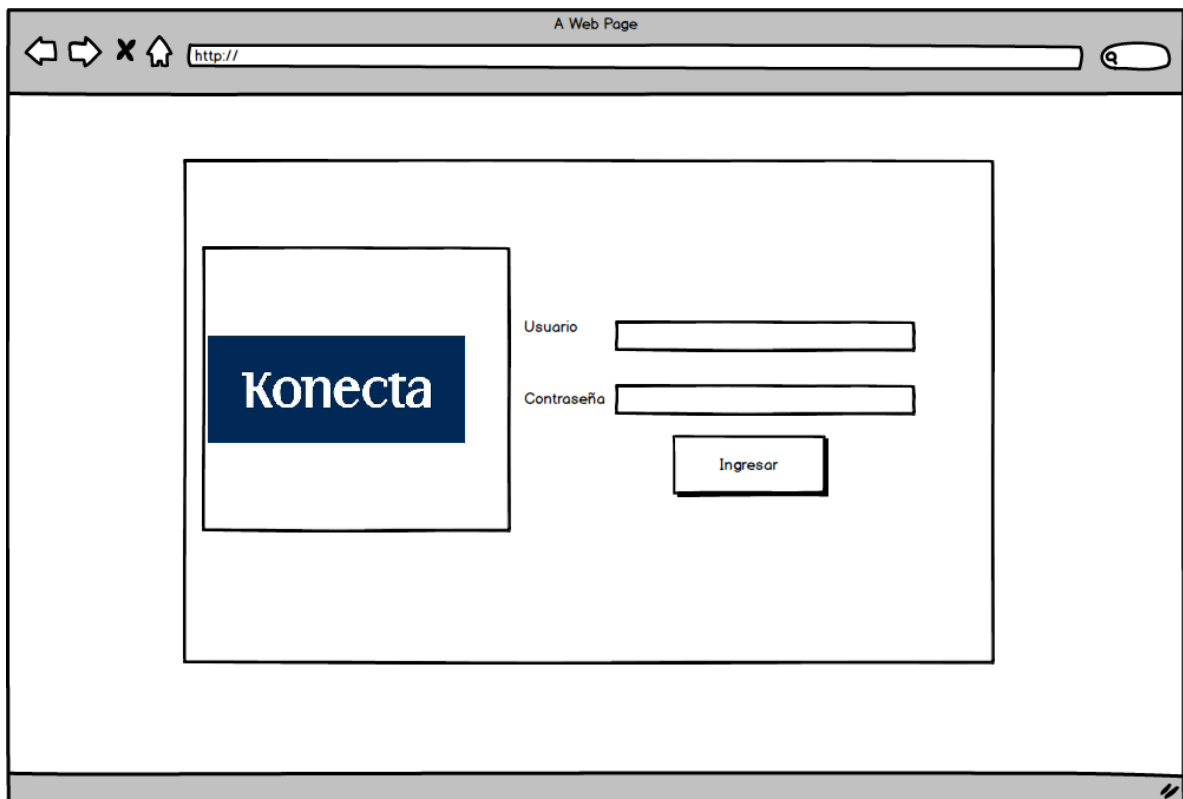 A Web Page
http://
Konecta
Usuario
Contraseña
Ingresar